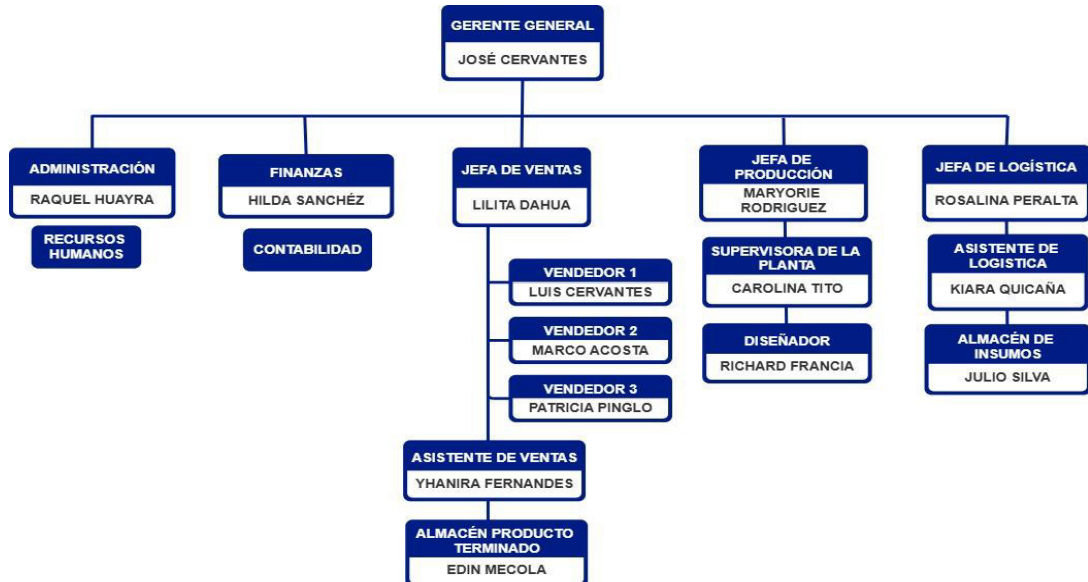 GERENTE GENERAL
JOSÉ CERVANTES
ADMINISTRACIÓN
RAQUEL HUAYRA
RECURSOS
HUMANOS
FINANZAS
HILDA SANCHÉZ
CONTABILIDAD
JEFA DE VENTAS
LILITA DAHUA
VENDEDOR 1
LUIS CERVANTES
VENDEDOR 2
MARCO ACOSTA
VENDEDOR 3
PATRICIA PINGLO
ASISTENTE DE VENTAS
YHANIRA FERNANDES
ALMACÉN PRODUCTO
TERMINADO
EDIN MECOLA
JEFA DE
PRODUCCIÓN
MARYORIE
RODRIGUEZ
SUPERVISORA DE LA
PLANTA
CAROLINA TITO
DISEÑADOR
RICHARD FRANCIA
JEFA DE LOGÍSTICA
ROSALINA PERALTA
ASISTENTE DE
LOGISTICA
KIARA QUICAÑA
ALMACÉN DE
INSUMOS
JULIO SILVA